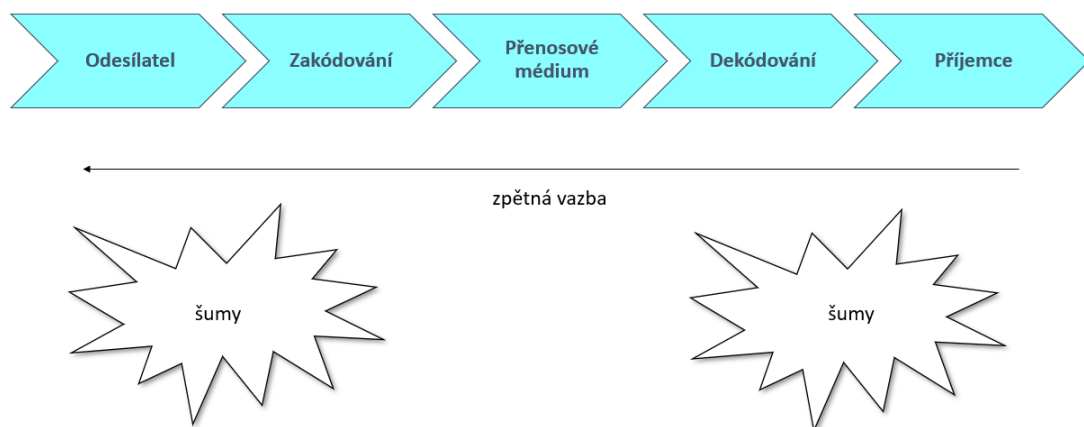 Odesílatel
Zakódování
Přenosové
médium
Dekódování
Příjemce
zpětná vazba
šumy
šumy